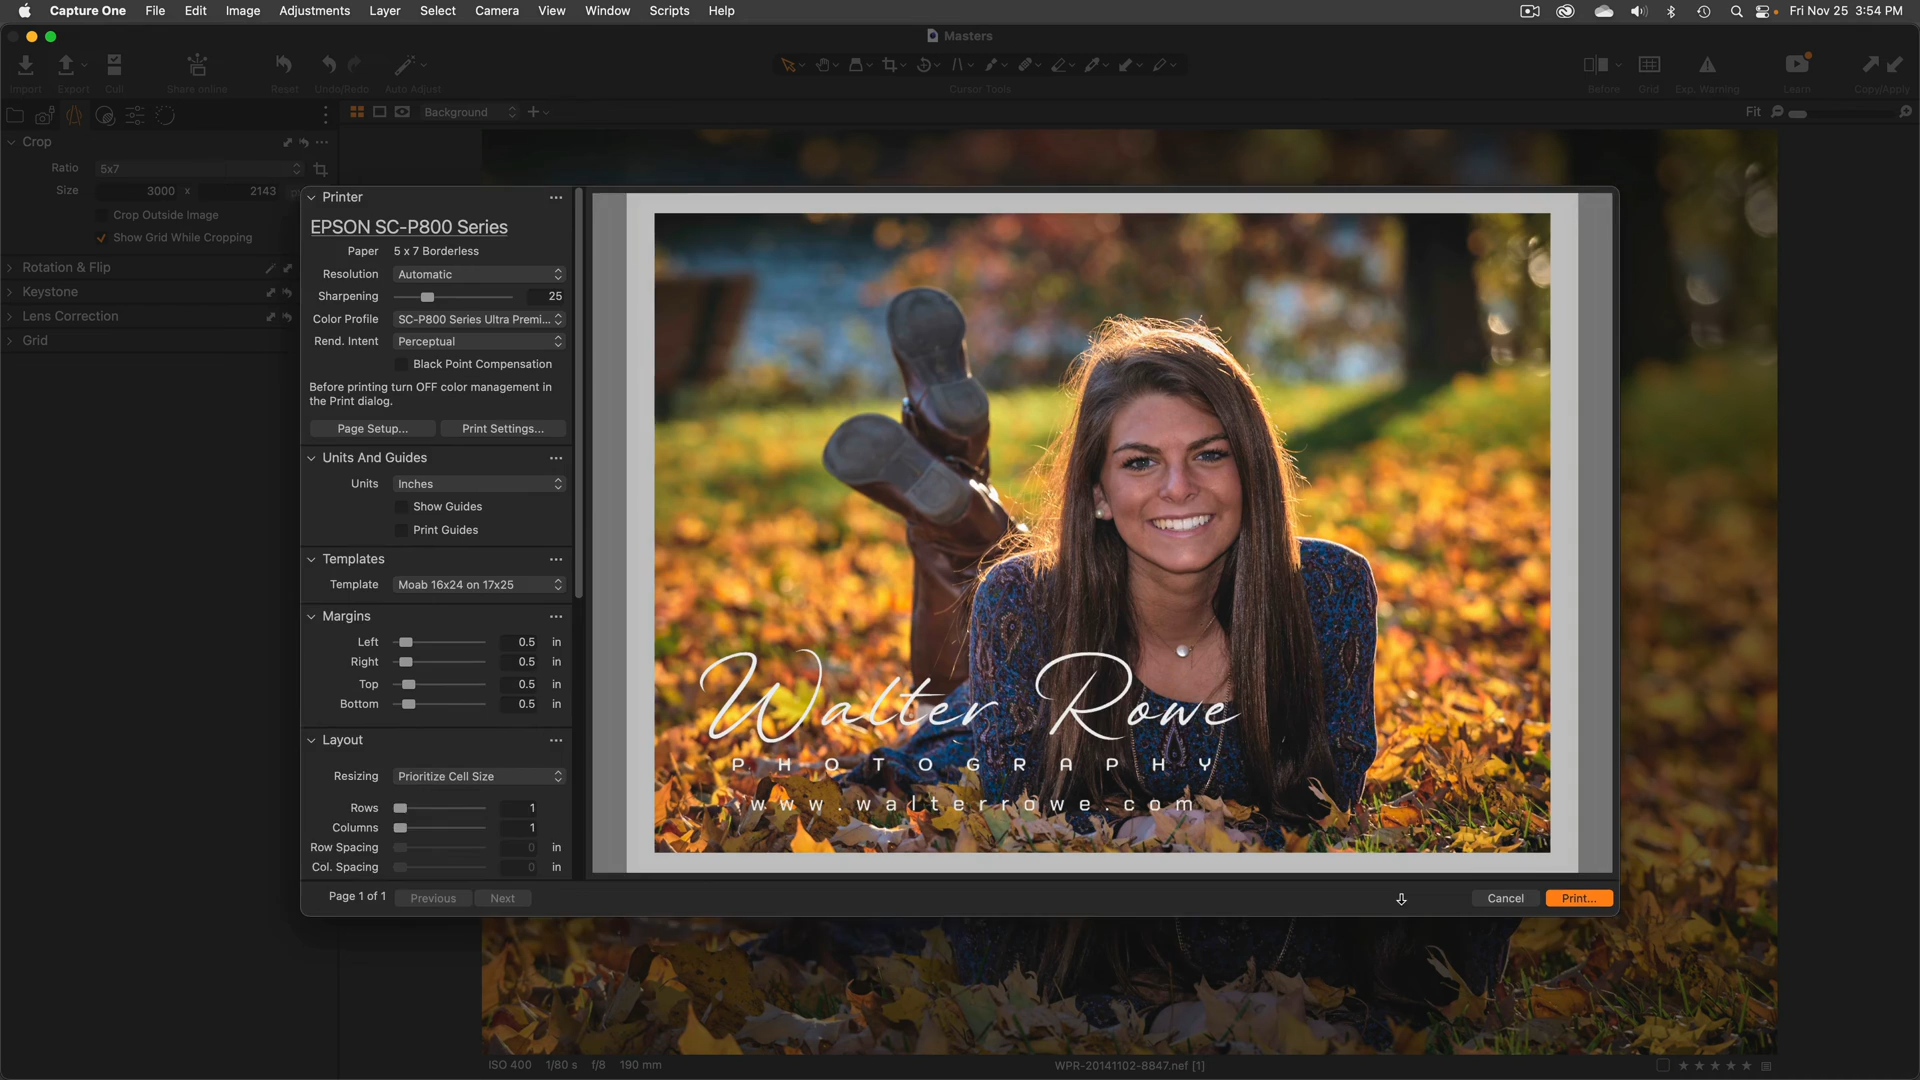 Capture One File Edit Image Adjustments Layer Select Camera View Window Scripts Help Fri Nov 25 3:54 PM
Masters
Import Export Cull Share online Reset Undo/Redo Auto Adjust Cursor Tools Before Grid Exp. Warning Learn Copy/Apply
Background Fit
Crop
Ratio 5x7
Size 3000 x 2143
Crop Outside Image
Show Grid While Cropping
Rotation & Flip
Keystone
Lens Correction
Grid
Printer
EPSON SC-P800 Series
Paper 5 x 7 Borderless
Resolution Automatic
Sharpening 25
Color Profile SC-P800 Series Ultra Premi...
Rend. Intent Perceptual
Black Point Compensation
Before printing turn OFF color management in
the Print dialog.
Page Setup... Print Settings...
Units And Guides
Units Inches
Show Guides
Print Guides
Templates
Template Moab 16x24 on 17x25
Margins
Left 0.5 in
Right 0.5 in
Top 0.5 in
Bottom 0.5 in
Layout
Resizing Prioritize Cell Size
Rows 1
Columns 1
Row Spacing 0 in
Col. Spacing 0 in
Page 1 of 1 Previous Next Cancel Print...
Walter Rowe
PHOTOGRAPHY
www.walterrowe.com
ISO 400 1/80 s f/8 190 mm WPR-20141102-8847.nef [1]